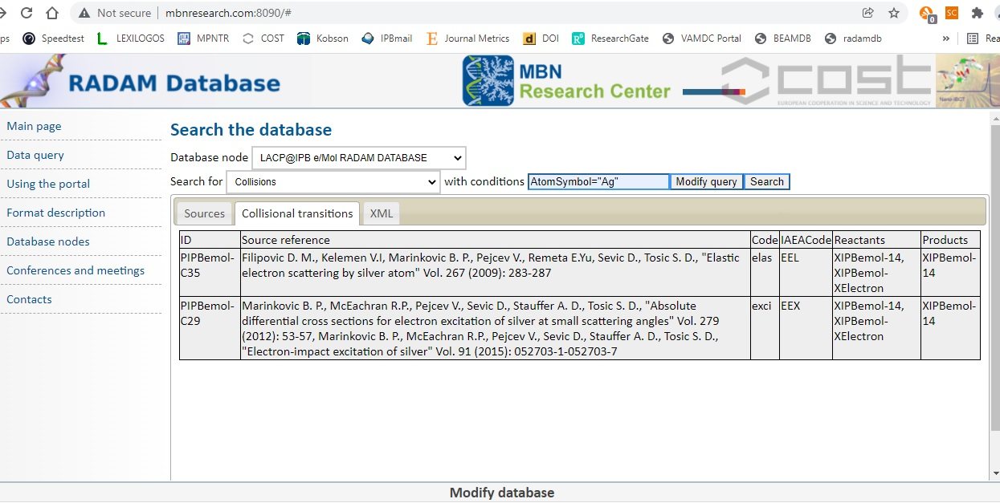 Not secure | mbnresearch.com:8090/#
ps Speedtest LEXILOGOS MPNTR COST Kobson IPBmail Journal Metrics DOI ResearchGate VAMDC Portal BEAMDB radamdb » Rea
RADAM Database
MBN
Research Center
cost
EUROPEAN COOPERATION IN SCIENCE AND TECHNOLOGY
Nano-IBCT
Main page
Data query
Using the portal
Format description
Database nodes
Conferences and meetings
Contacts
Search the database
Database node LACP@IPB e/Mol RADAM DATABASE
Search for Collisions with conditions AtomSymbol="Ag" Modify query Search
Sources Collisional transitions XML
ID Source reference Code IAEACode Reactants Products
PIPBemol-C35 Filipovic D. M., Kelemen V.I, Marinkovic B. P., Pejcev V., Remeta E.Yu, Sevic D., Tosic S. D., "Elastic
electron scattering by silver atom" Vol. 267 (2009): 283-287 elas EEL XIPBemol-14,
XIPBemol-
XElectron XIPBemol-
14
PIPBemol-
C29 Marinkovic B. P., McEachran R.P., Pejcev V., Sevic D., Stauffer A. D., Tosic S. D., "Absolute
differential cross sections for electron excitation of silver at small scattering angles" Vol. 279
(2012): 53-57, Marinkovic B. P., McEachran R.P., Pejcev V., Sevic D., Stauffer A. D., Tosic S. D.,
"Electron-impact excitation of silver" Vol. 91 (2015): 052703-1-052703-7 exci EEX XIPBemol-14,
XIPBemol-
XElectron XIPBemol-
14
Modify database